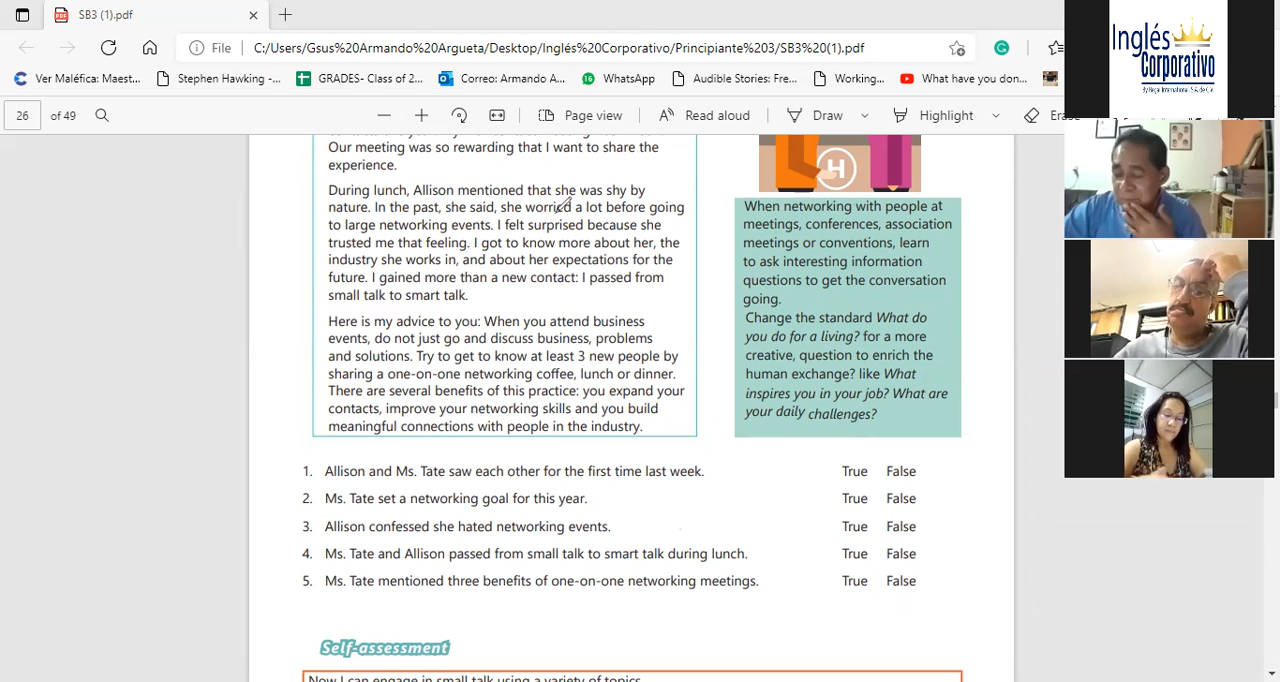 SB3 (1).pdf
File
C:/Users/Gsus%20Armando%20Argueta/Desktop/Inglés%20Corporativo/Principiante%203/SB3%20(1).pdf
Ver Maléfica: Maest...
Stephen Hawking -...
GRADES- Class of 2...
Correo: Armando A...
WhatsApp
Audible Stories: Fre...
Working...
What have you don...
26 of 49
Page view
Read aloud
Draw
Highlight
Erase
Inglés
Corporativo
Our meeting was so rewarding that I want to share the
experience.
During lunch, Allison mentioned that she was shy by
nature. In the past, she said, she worried a lot before going
to large networking events. I felt surprised because she
trusted me that feeling. I got to know more about her, the
industry she works in, and about her expectations for the
future. I gained more than a new contact: I passed from
small talk to smart talk.
Here is my advice to you: When you attend business
events, do not just go and discuss business, problems
and solutions. Try to get to know at least 3 new people by
sharing a one-on-one networking coffee, lunch or dinner.
There are several benefits of this practice: you expand your
contacts, improve your networking skills and you build
meaningful connections with people in the industry.
H
When networking with people at
meetings, conferences, association
meetings or conventions, learn
to ask interesting information
questions to get the conversation
going.
Change the standard What do
you do for a living? for a more
creative, question to enrich the
human exchange? like What
inspires you in your job? What are
your daily challenges?
1. Allison and Ms. Tate saw each other for the first time last week. True False
2. Ms. Tate set a networking goal for this year. True False
3. Allison confessed she hated networking events. True False
4. Ms. Tate and Allison passed from small talk to smart talk during lunch. True False
5. Ms. Tate mentioned three benefits of one-on-one networking meetings. True False
Self-assessment
Now I can engage in small talk using a variety of topics